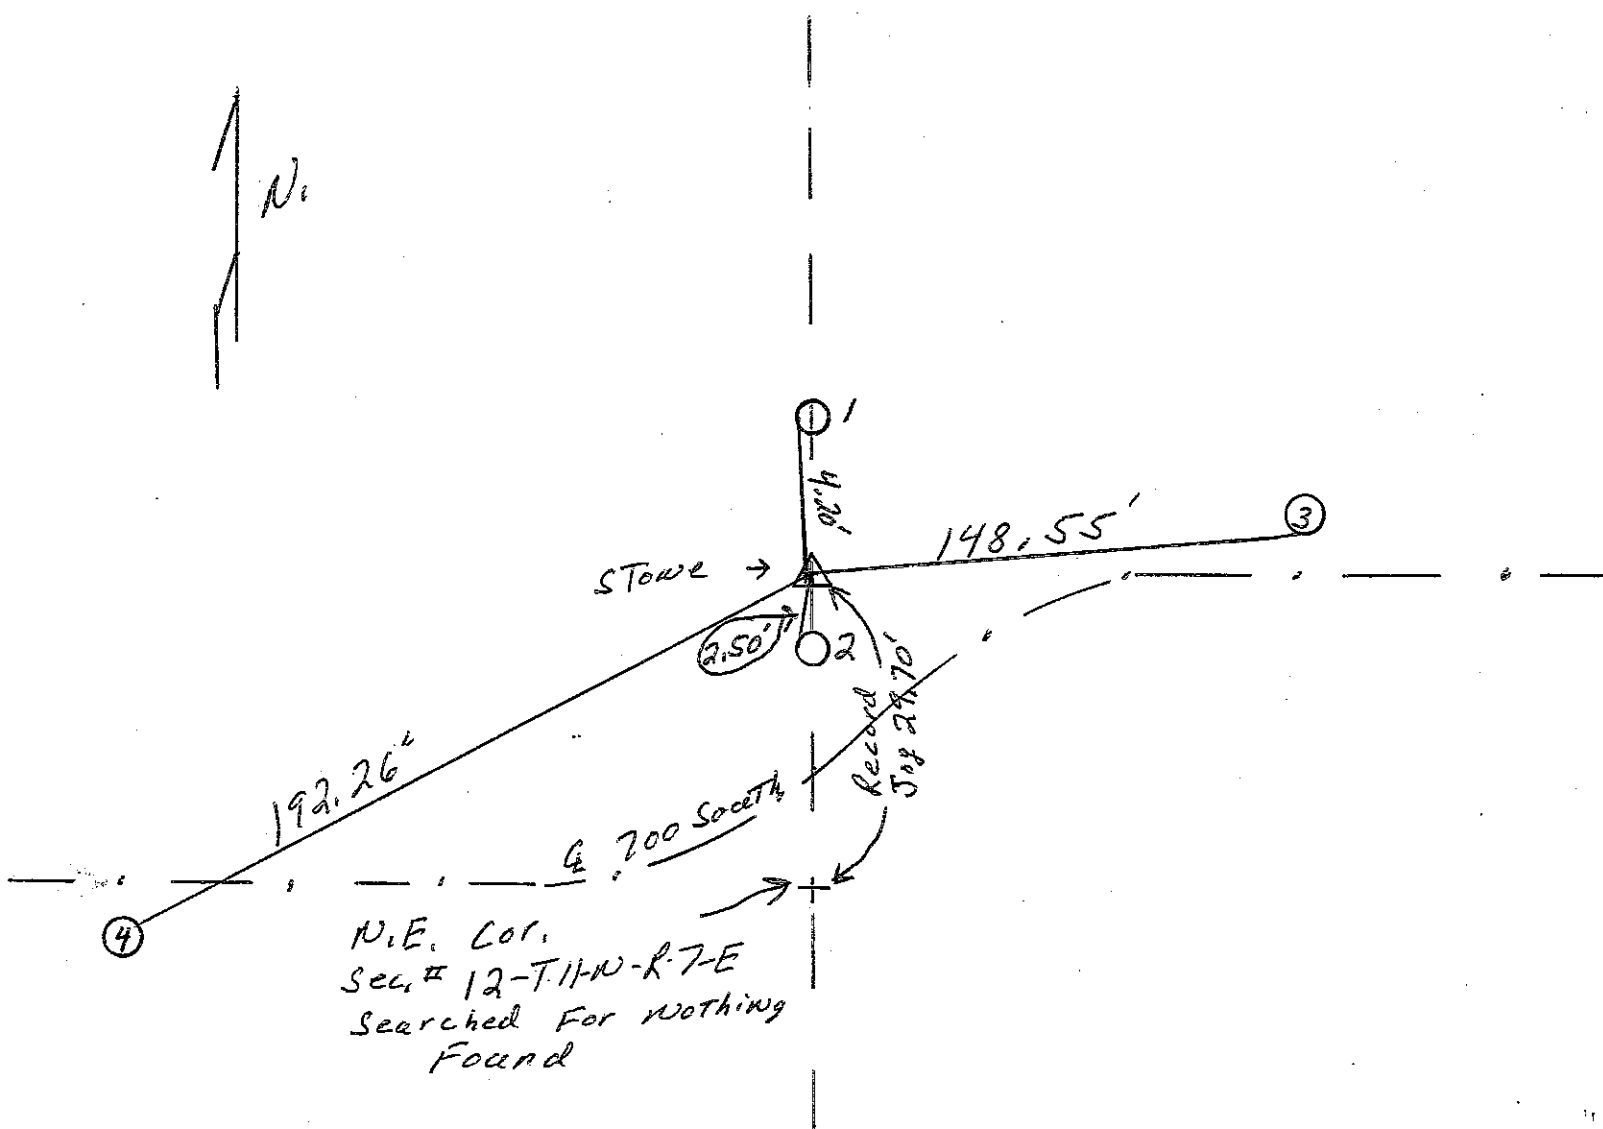 N.
1
4.20'
3
148.55'
STONE →
2.50'
2
Record
Jog 29.70'
192.26"
℄ 700 South
4
N.E. Cor.
Sec. # 12-T.11-N-R-7-E
Searched For Nothing
Found